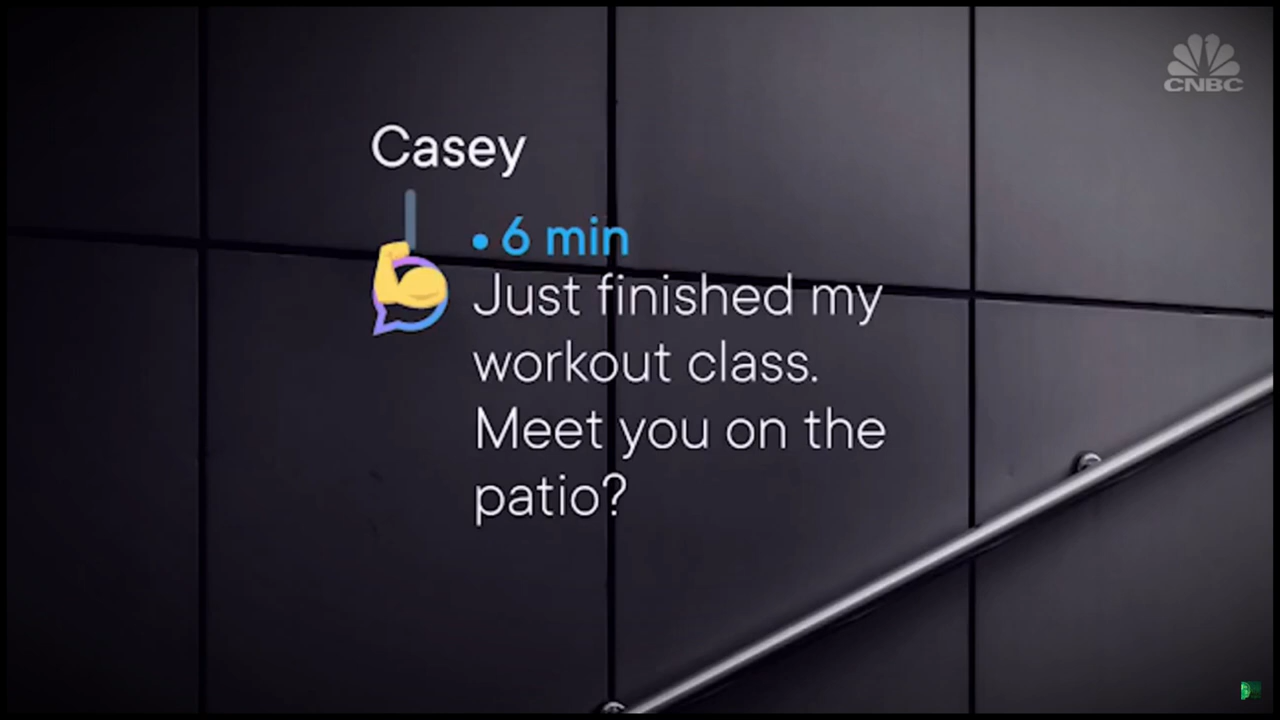 CNBC
Casey
• 6 min
Just finished my
workout class.
Meet you on the
patio?